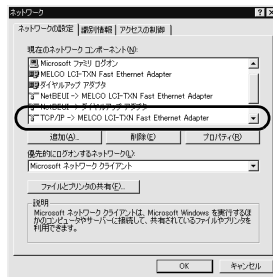 ネットワーク
ネットワークの設定 識別情報 アクセスの制御
現在のネットワーク コンポーネント(N):
Microsoft ファミリ ログオン
MELCO LCI-TXN Fast Ethernet Adapter
ダイヤルアップ アダプタ
NetBEUI -> MELCO LCI-TXN Fast Ethernet Adapter
NetBEUI -> ダイヤルアップ アダプタ
TCP/IP -> MELCO LCI-TXN Fast Ethernet Adapter
追加(A)... 削除(E) プロパティ(R)
優先的にログオンするネットワーク(L):
Microsoft ネットワーク クライアント
ファイルとプリンタの共有(F)...
説明
Microsoft ネットワーク クライアントは、Microsoft Windows を実行するほ
かのコンピュータやサーバーに接続して、共有されているファイルやプリンタを
利用できます。
OK キャンセル